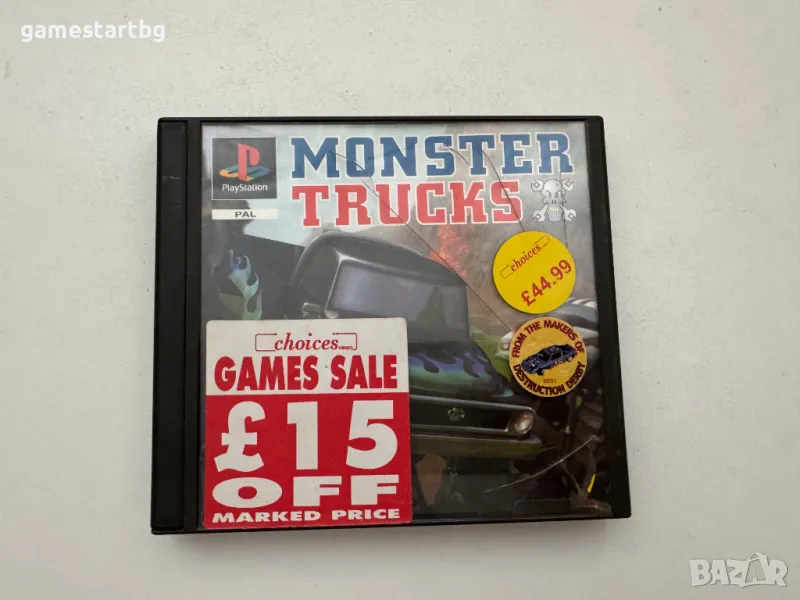 gamestartbg
MONSTER
TRUCKS
PlayStation
PAL
choices
£44.99
FROM THE MAKERS OF
DESTRUCTION DERBY
choices VIDEO
GAMES SALE
£15
OFF
MARKED PRICE
BAZAR